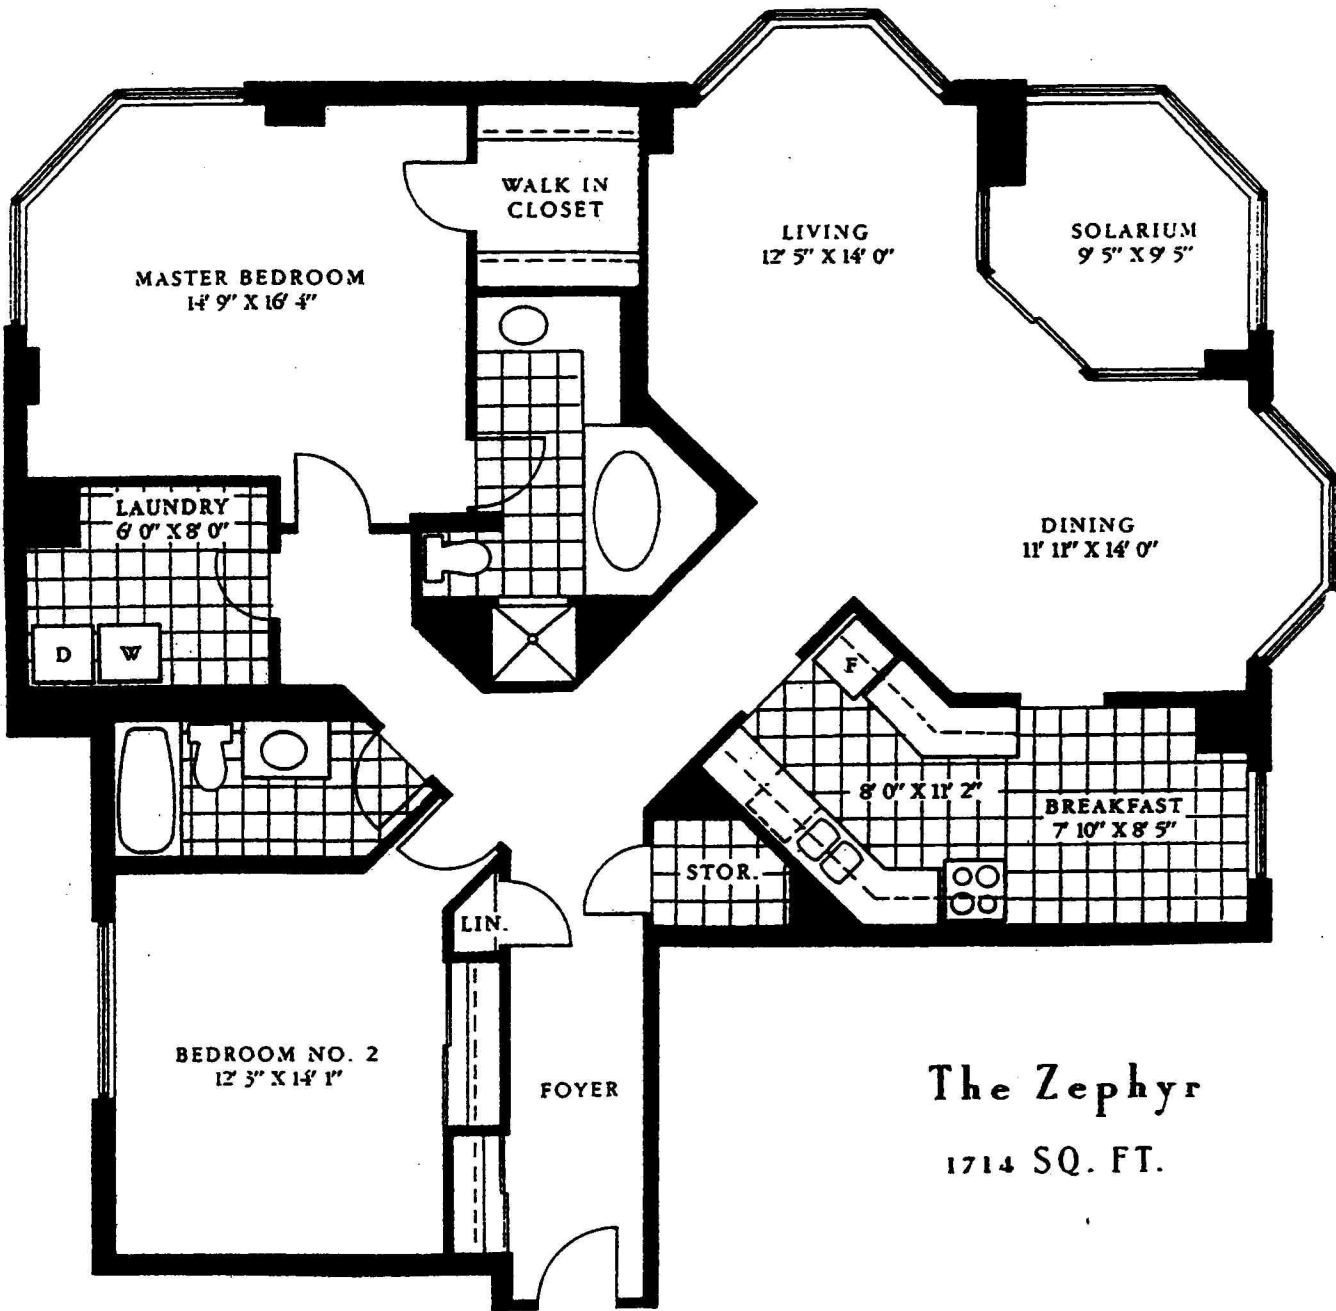 WALK IN
CLOSET
LIVING
12' 5" X 14' 0"
SOLARIUM
9' 5" X 9' 5"
MASTER BEDROOM
14' 9" X 16' 4"
LAUNDRY
6' 0" X 8' 0"
DINING
11' 11" X 14' 0"
D
W
F
8' 0" X 11' 2"
BREAKFAST
7' 10" X 8' 5"
STOR.
LIN.
BEDROOM NO. 2
12' 3" X 14' 1"
FOYER
The Zephyr
1714 SQ. FT.